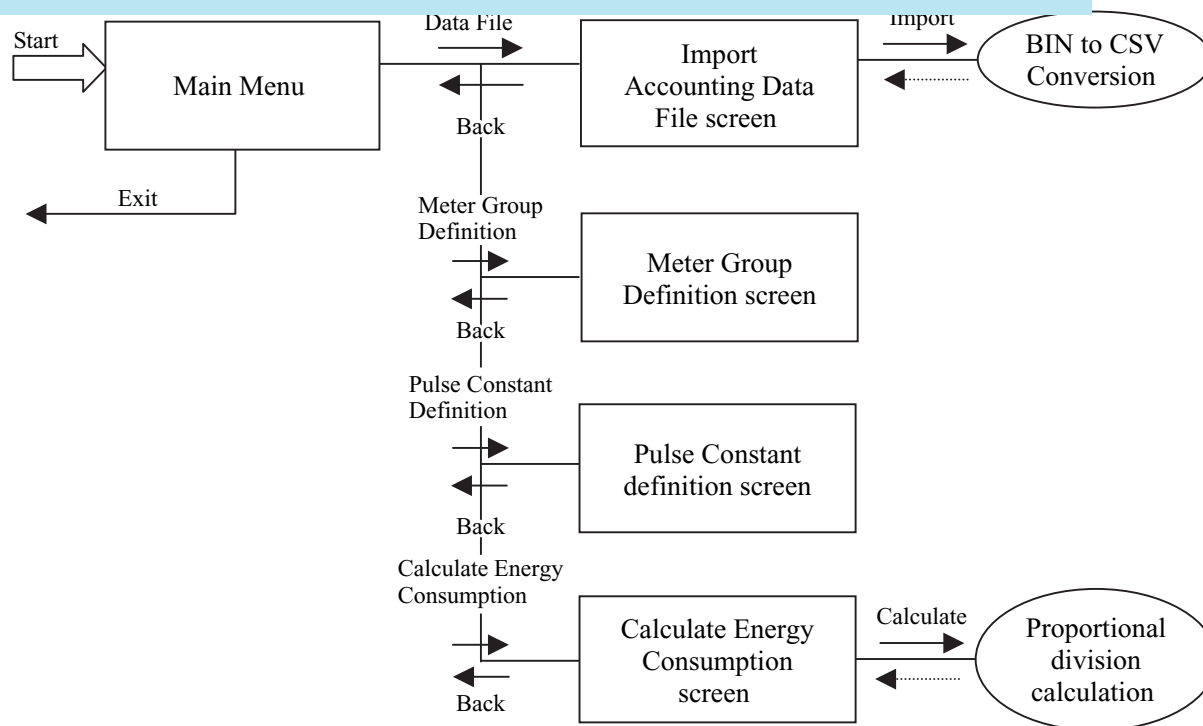 Data File
Import
Start
Main Menu
Import
Accounting Data
File screen
BIN to CSV
Conversion
Back
Exit
Meter Group
Definition
Meter Group
Definition screen
Back
Pulse Constant
Definition
Pulse Constant
definition screen
Back
Calculate Energy
Consumption
Calculate Energy
Consumption
screen
Calculate
Proportional
division
calculation
Back